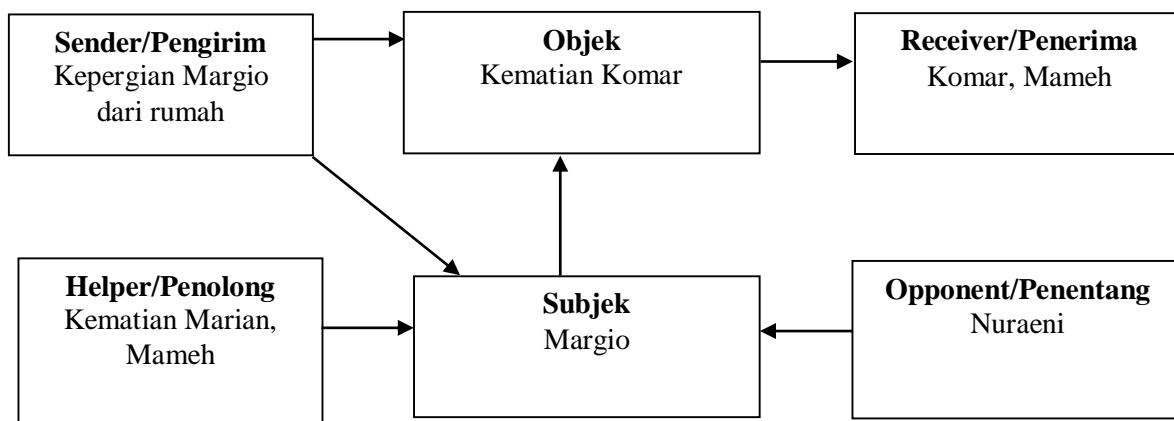 Sender/Pengirim
Kepergian Margio
dari rumah
Objek
Kematian Komar
Receiver/Penerima
Komar, Mameh
Helper/Penolong
Kematian Marian,
Mameh
Subjek
Margio
Opponent/Penentang
Nuraeni